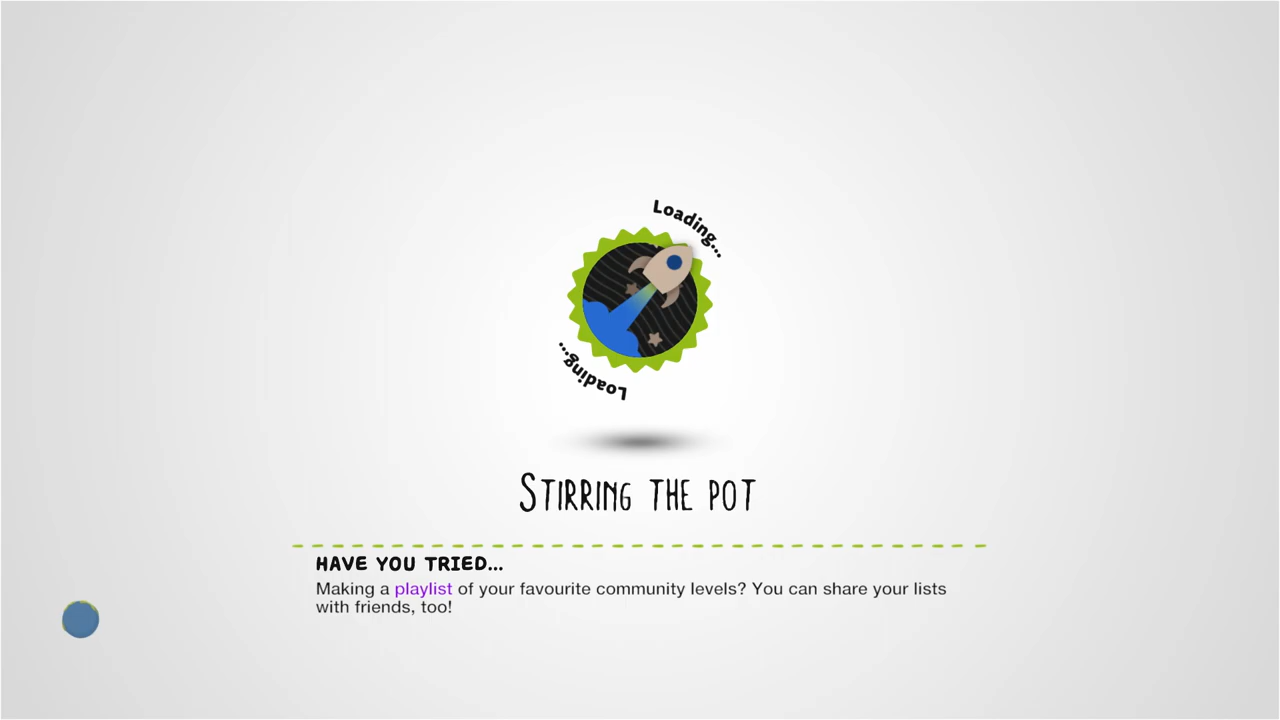 Loading...
Loading...
Stirring the pot
HAVE YOU TRIED...
Making a playlist of your favourite community levels? You can share your lists
with friends, too!